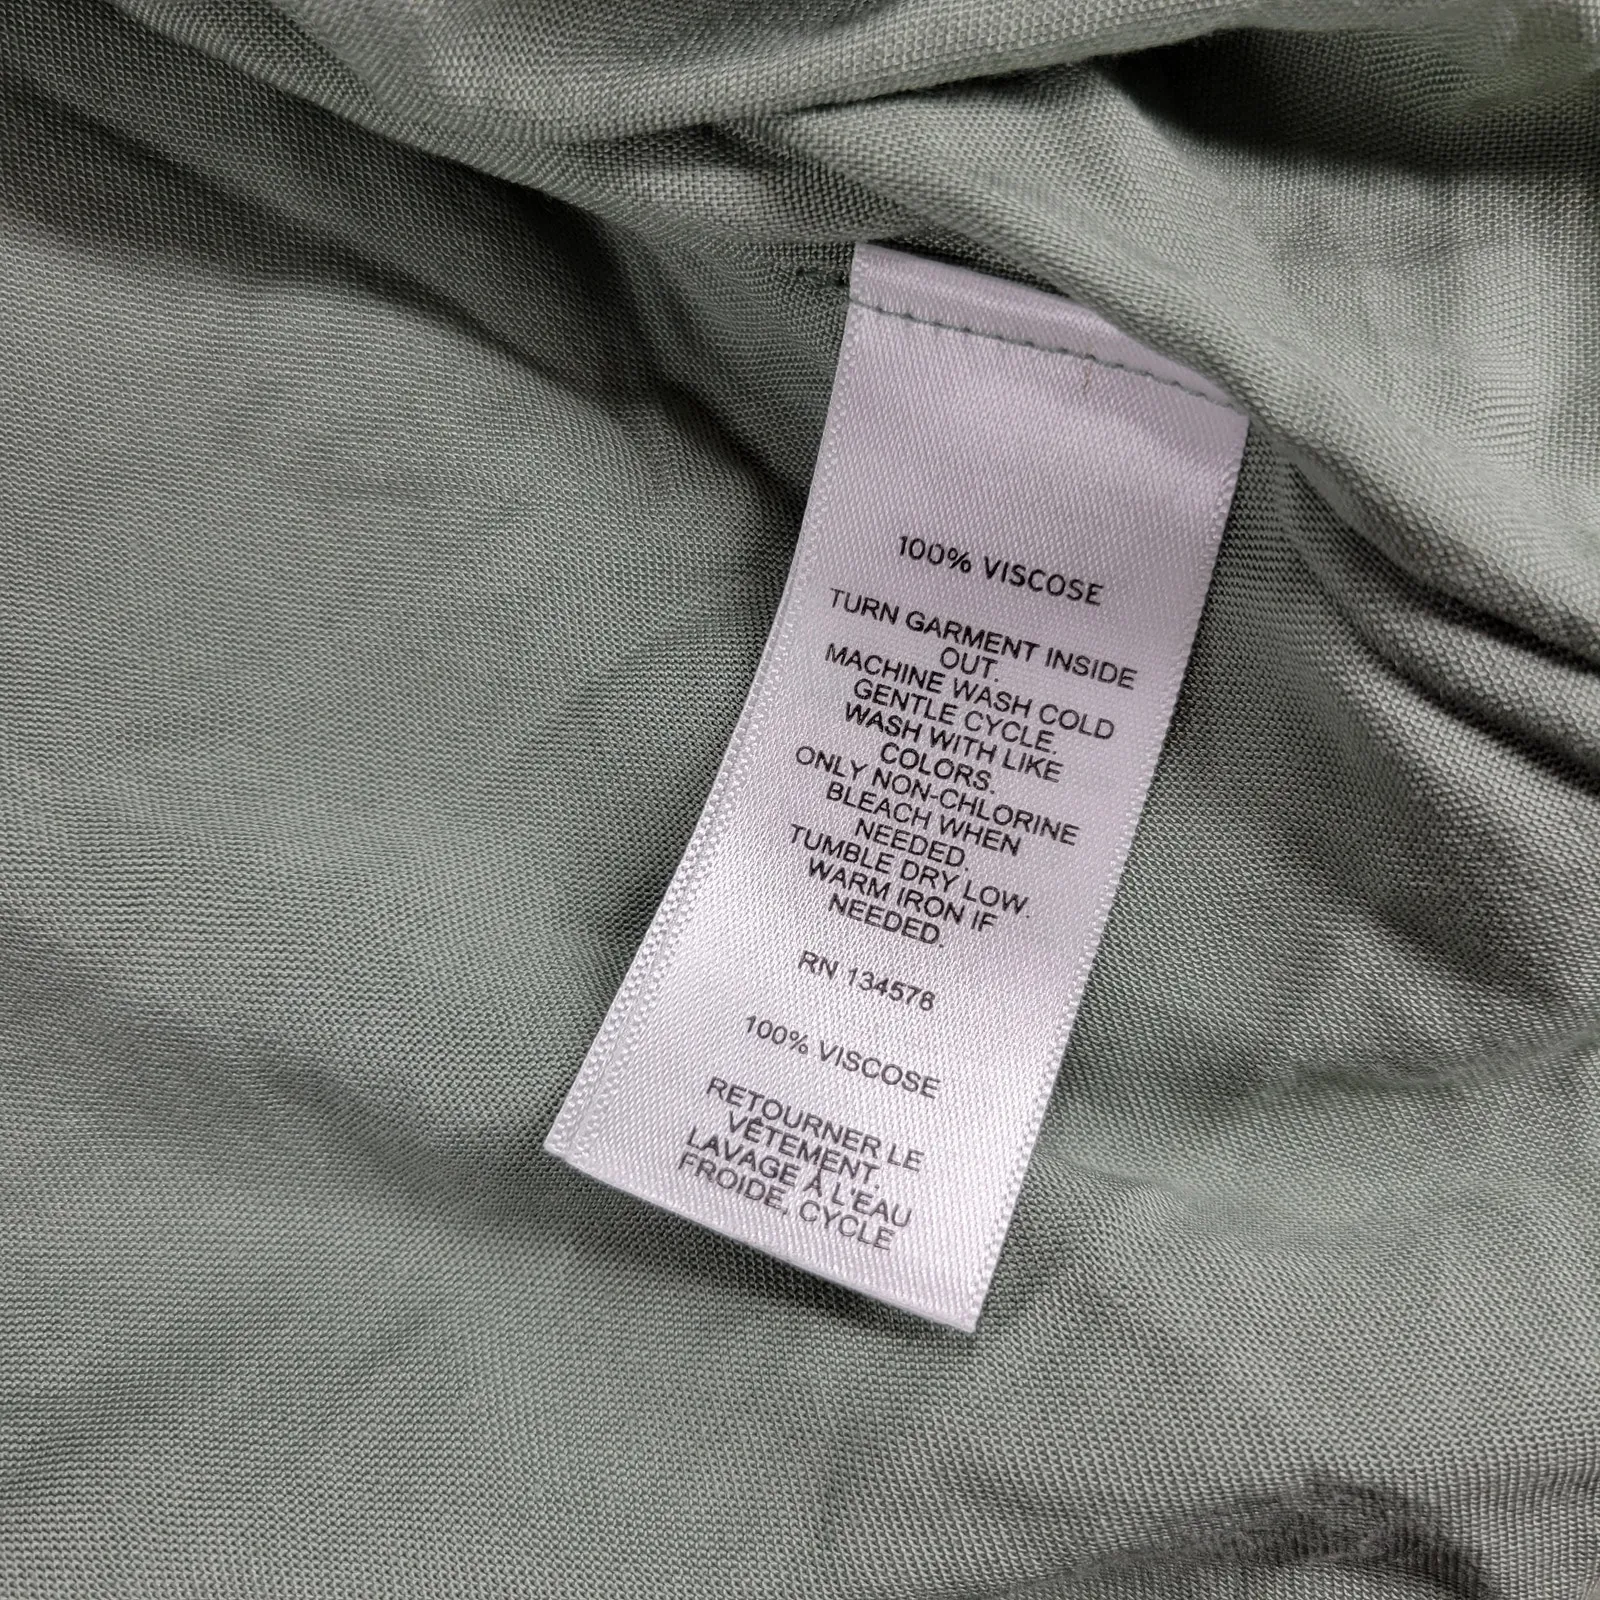 100% VISCOSE
TURN GARMENT INSIDE
OUT.
MACHINE WASH COLD
GENTLE CYCLE.
WASH WITH LIKE
COLORS.
ONLY NON-CHLORINE
BLEACH WHEN
NEEDED.
TUMBLE DRY LOW.
WARM IRON IF
NEEDED.
RN 134578
100% VISCOSE
RETOURNER LE
VÊTEMENT.
LAVAGE À L'EAU
FROIDE, CYCLE